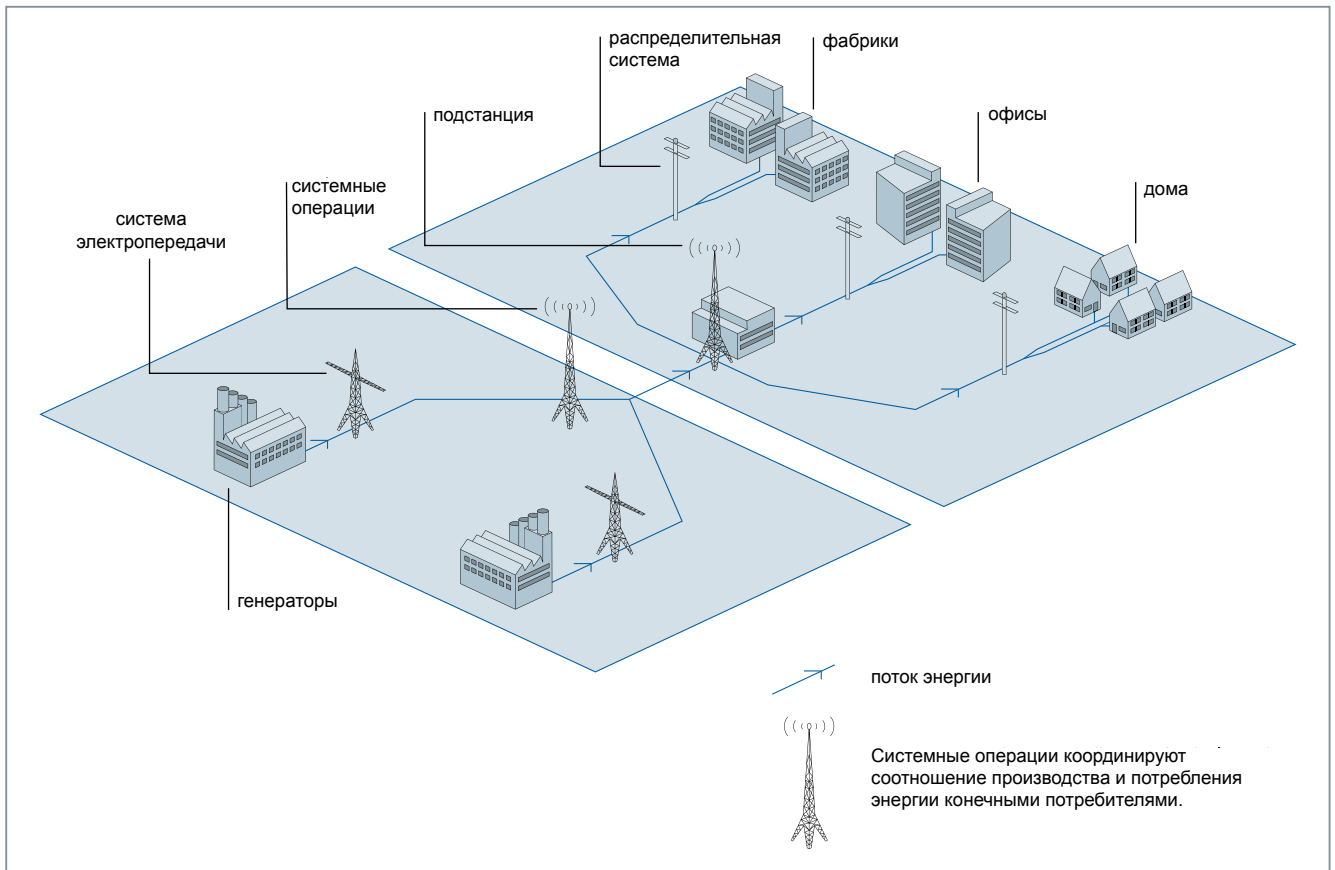 распределительная
система
фабрики
подстанция
офисы
системные
операции
дома
система
электропередачи
генераторы
поток энергии
Системные операции координируют
соотношение производства и потребления
энергии конечными потребителями.